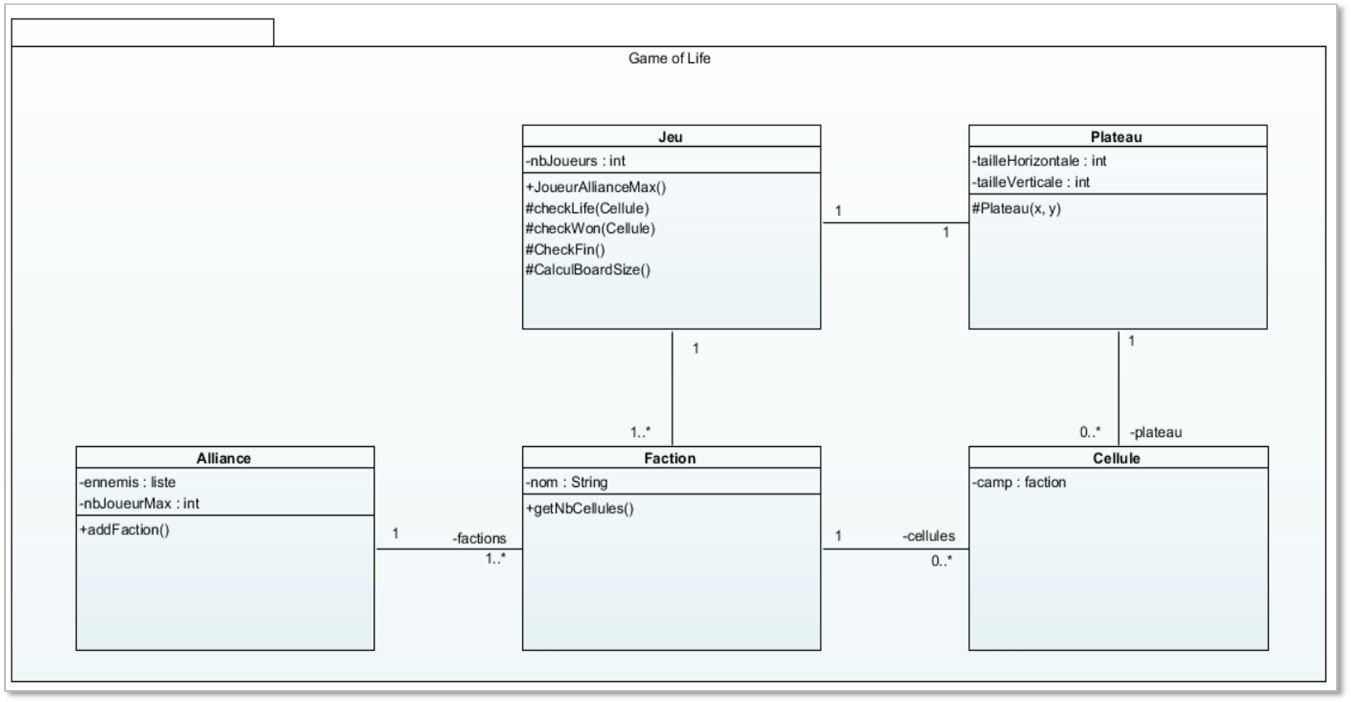 Game of Life
Jeu
-nbJoueurs : int
+JoueurAllianceMax()
#checkLife(Cellule)
#checkWon(Cellule)
#CheckFin()
#CalculBoardSize()
Plateau
-tailleHorizontale : int
-tailleVerticale : int
#Plateau(x, y)
1
1
1
1..*
1
0..*
-plateau
Alliance
-ennemis : liste
-nbJoueurMax : int
+addFaction()
1
-factions
1..*
Faction
-nom : String
+getNbCellules()
1
-cellules
0..*
Cellule
-camp : faction